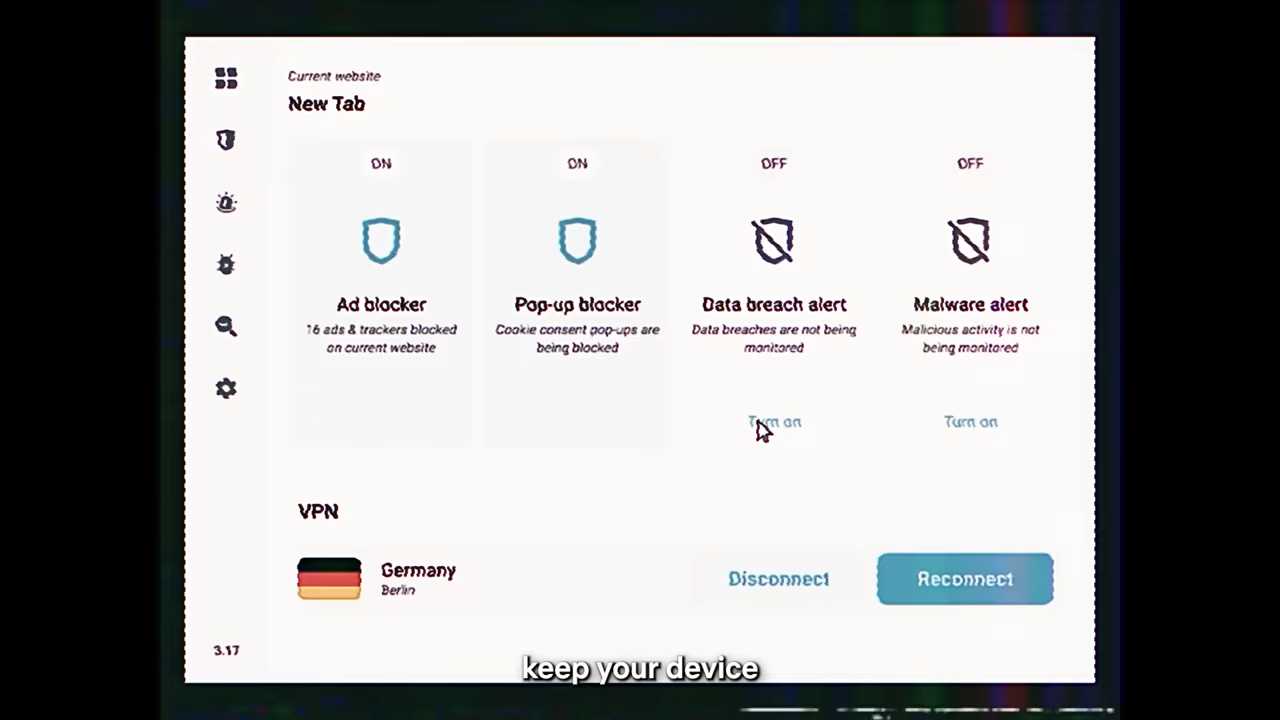 Current website
New Tab
ON
ON
OFF
OFF
Ad blocker
16 ads & trackers blocked
on current website
Pop-up blocker
Cookie consent pop-ups are
being blocked
Data breach alert
Data breaches are not being
monitored
Malware alert
Malicious activity is not
being monitored
Turn on
Turn on
VPN
Germany
Berlin
Disconnect
Reconnect
3.17
keep your device